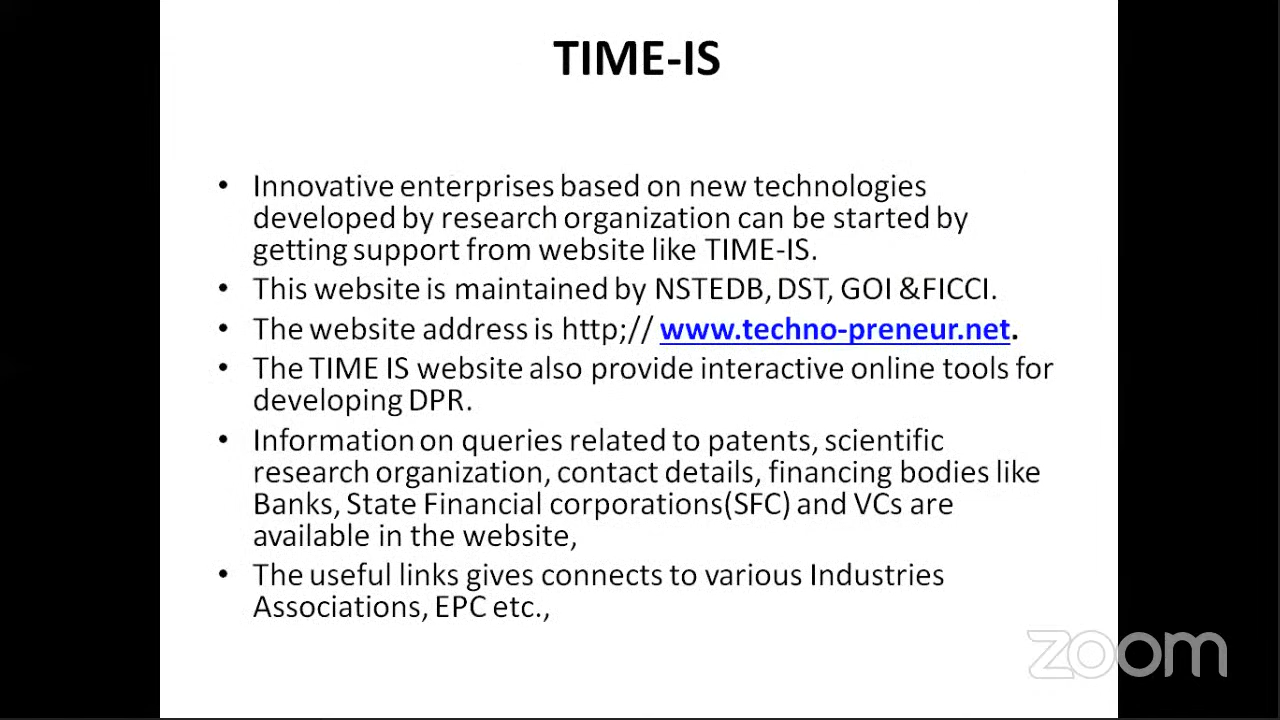 TIME-IS
• Innovative enterprises based on new technologies
developed by research organization can be started by
getting support from website like TIME-IS.
• This website is maintained by NSTEDB, DST, GOI &FICCI.
• The website address is http;// www.techno-preneur.net.
• The TIME IS website also provide interactive online tools for
developing DPR.
• Information on queries related to patents, scientific
research organization, contact details, financing bodies like
Banks, State Financial corporations(SFC) and VCs are
available in the website,
• The useful links gives connects to various Industries
Associations, EPC etc.,
zoom